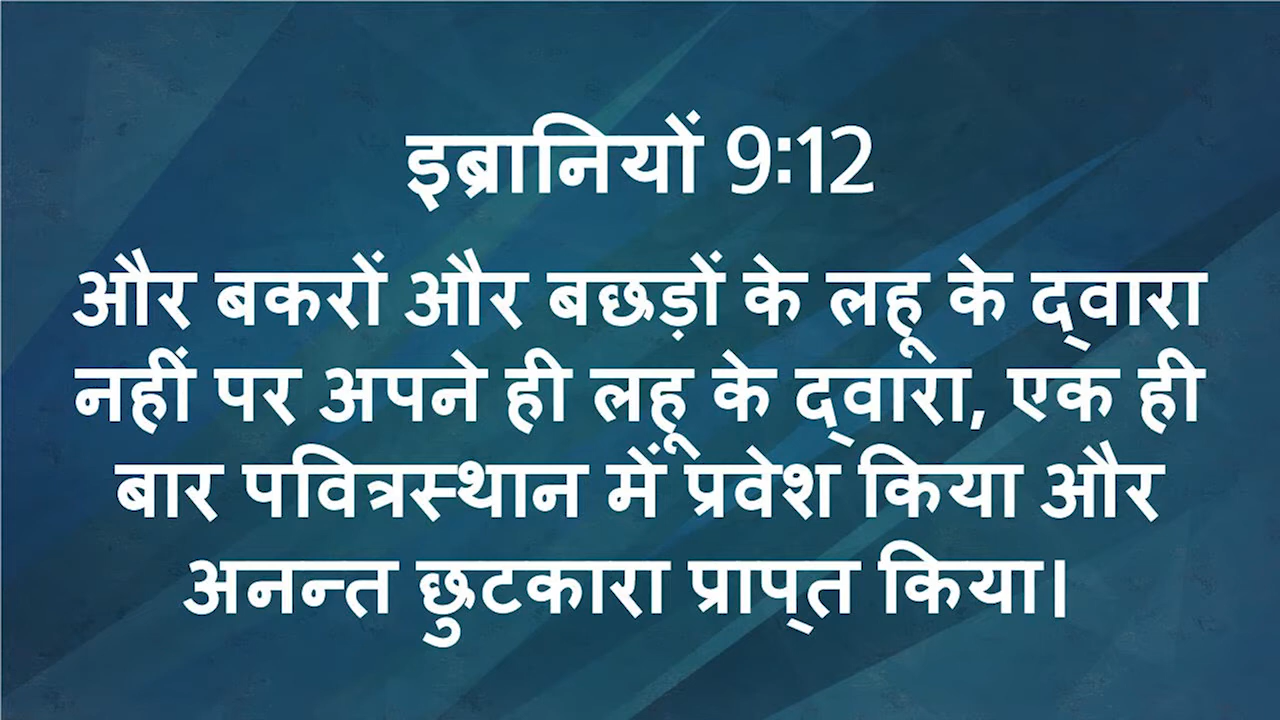 इब्रानियों 9:12
और बकरों और बछड़ों के लहू के द्‌वारा
नहीं पर अपने ही लहू के द्‌वारा, एक ही
बार पवित्रस्थान में प्रवेश किया और
अनन्त छुटकारा प्राप्‌त किया।